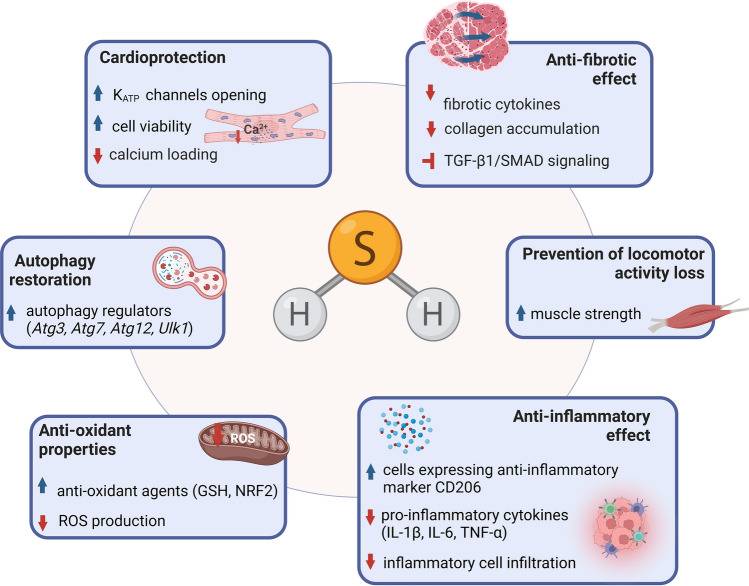 Cardioprotection
K_ATP channels opening
cell viability
calcium loading
Ca²⁺
Anti-fibrotic
effect
fibrotic cytokines
collagen accumulation
TGF-β1/SMAD signaling
Autophagy
restoration
autophagy regulators
(Atg3, Atg7, Atg12, Ulk1)
S
H
H
Prevention of locomotor
activity loss
muscle strength
Anti-oxidant
properties
ROS
anti-oxidant agents (GSH, NRF2)
ROS production
Anti-inflammatory
effect
cells expressing anti-inflammatory
marker CD206
pro-inflammatory cytokines
(IL-1β, IL-6, TNF-α)
inflammatory cell infiltration